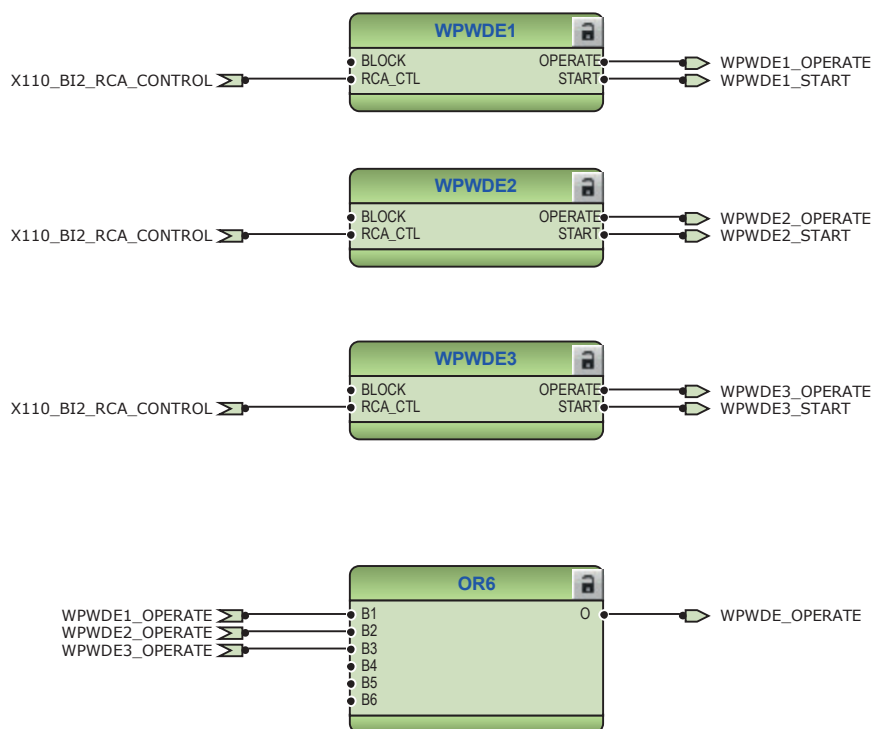 WPWDE1
BLOCK OPERATE WPWDE1_OPERATE
X110_BI2_RCA_CONTROL RCA_CTL START WPWDE1_START
WPWDE2
BLOCK OPERATE WPWDE2_OPERATE
X110_BI2_RCA_CONTROL RCA_CTL START WPWDE2_START
WPWDE3
BLOCK OPERATE WPWDE3_OPERATE
X110_BI2_RCA_CONTROL RCA_CTL START WPWDE3_START
OR6
WPWDE1_OPERATE B1 O WPWDE_OPERATE
WPWDE2_OPERATE B2
WPWDE3_OPERATE B3
B4
B5
B6